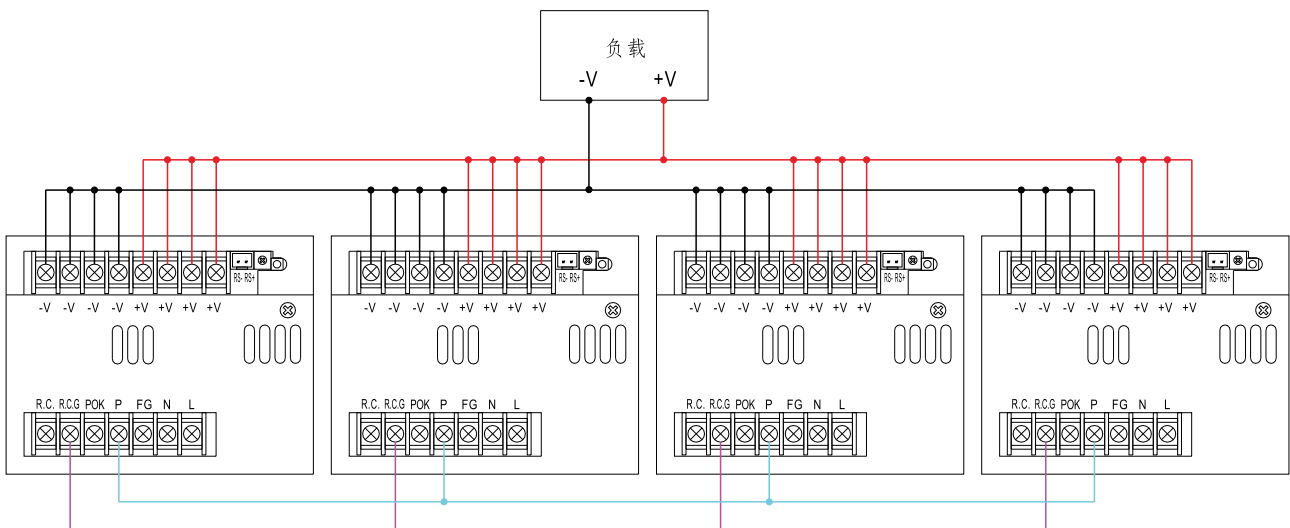 负载
-V +V
RS- RS+ RS- RS+ RS- RS+ RS- RS+
-V -V -V -V +V +V +V +V -V -V -V -V +V +V +V +V -V -V -V -V +V +V +V +V -V -V -V -V +V +V +V +V
R.C. R.C.G POK P FG N L R.C. R.C.G POK P FG N L R.C. R.C.G POK P FG N L R.C. R.C.G POK P FG N L